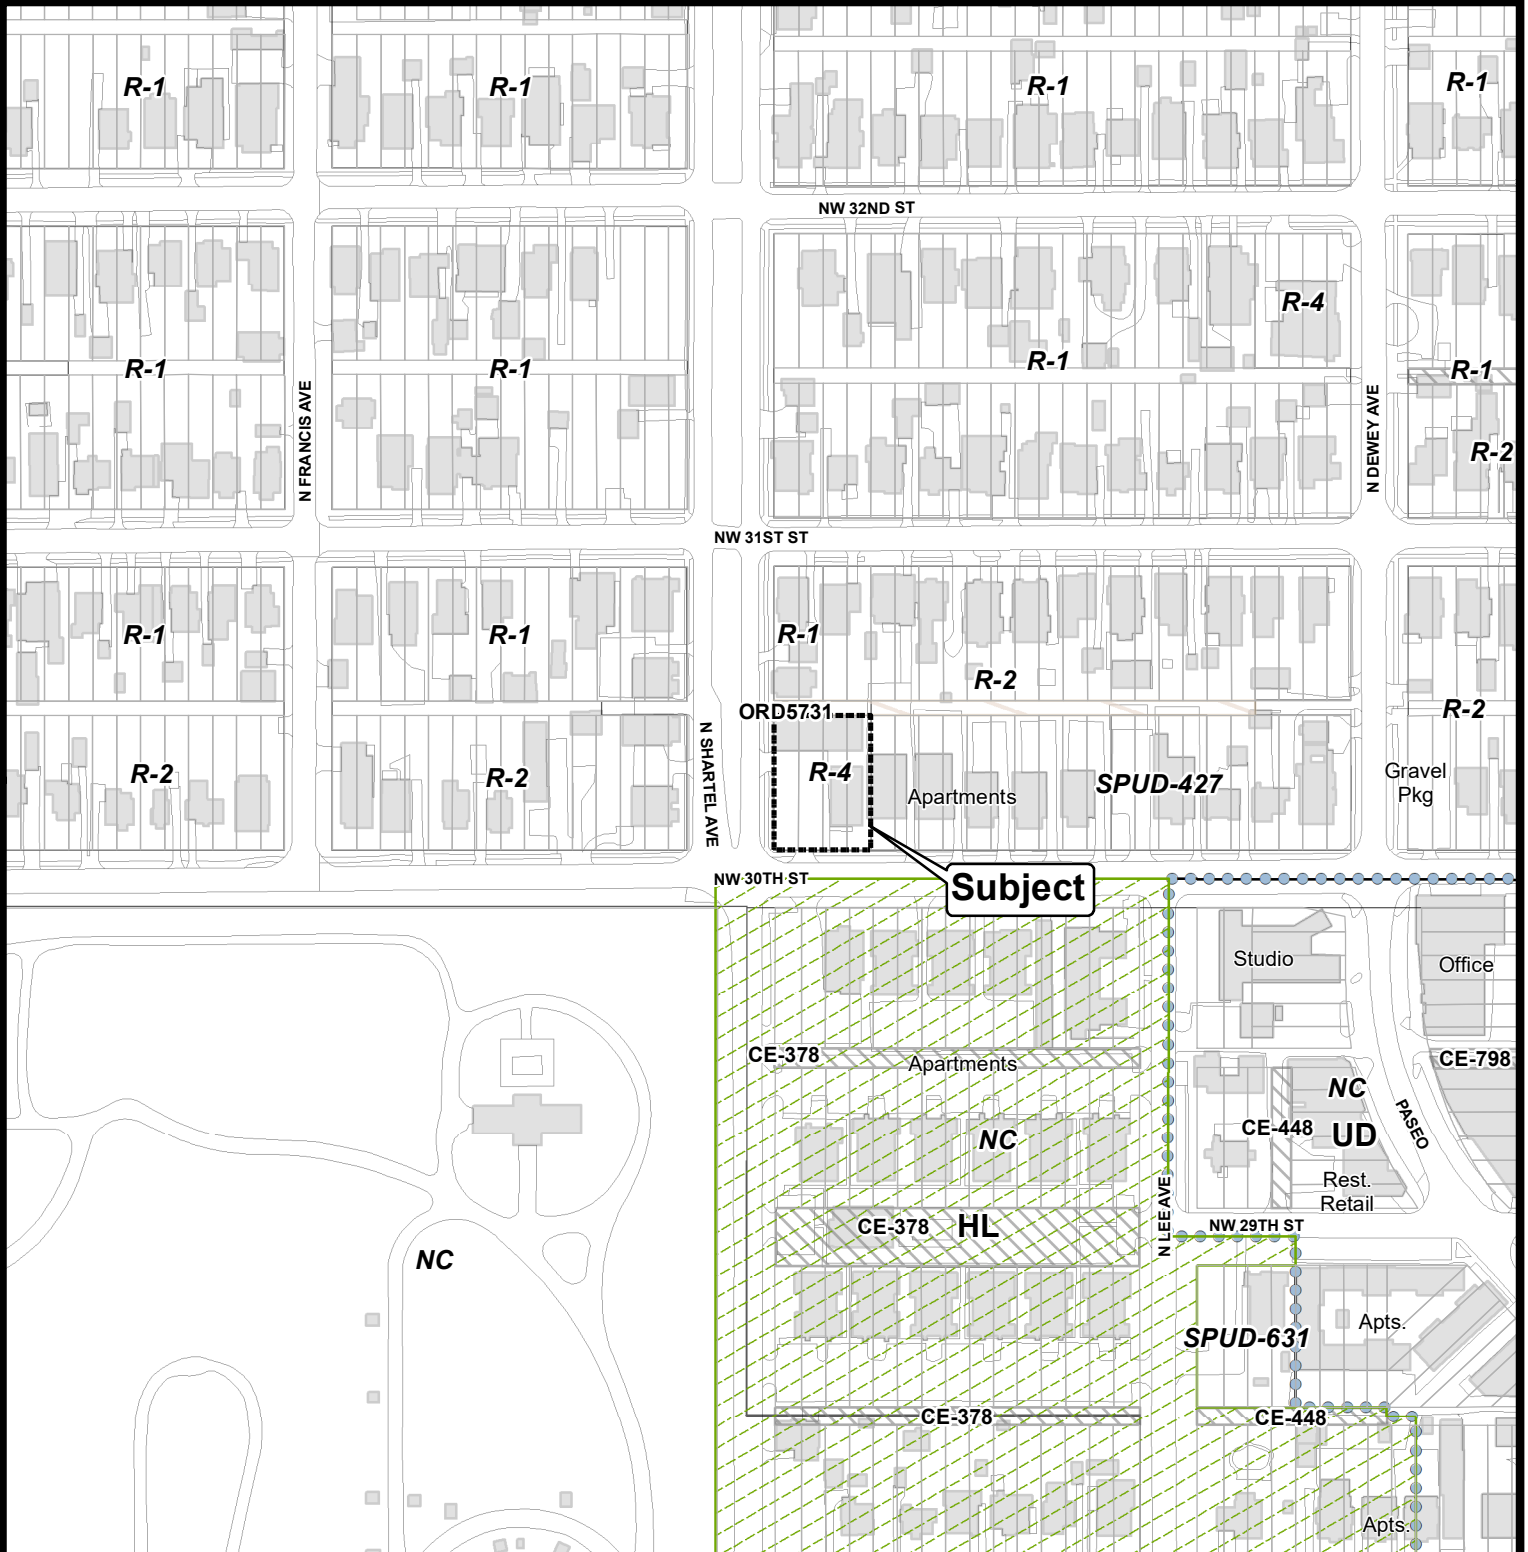 R-1
R-1
R-1
R-1
NW 32ND ST
R-4
R-1
R-1
R-1
R-1
N FRANCIS AVE
N DEWEY AVE
R-2
NW 31ST ST
R-1
R-1
R-1
R-2
ORD5731
R-2
N SHARTEL AVE
R-2
R-2
R-4
Apartments
SPUD-427
Gravel
Pkg
NW 30TH ST
Subject
Studio
Office
CE-378
Apartments
CE-798
NC
PASEO
CE-448
UD
NC
Rest.
Retail
N LEE AVE
CE-378
HL
NW 29TH ST
NC
SPUD-631
Apts.
CE-378
CE-448
Apts.